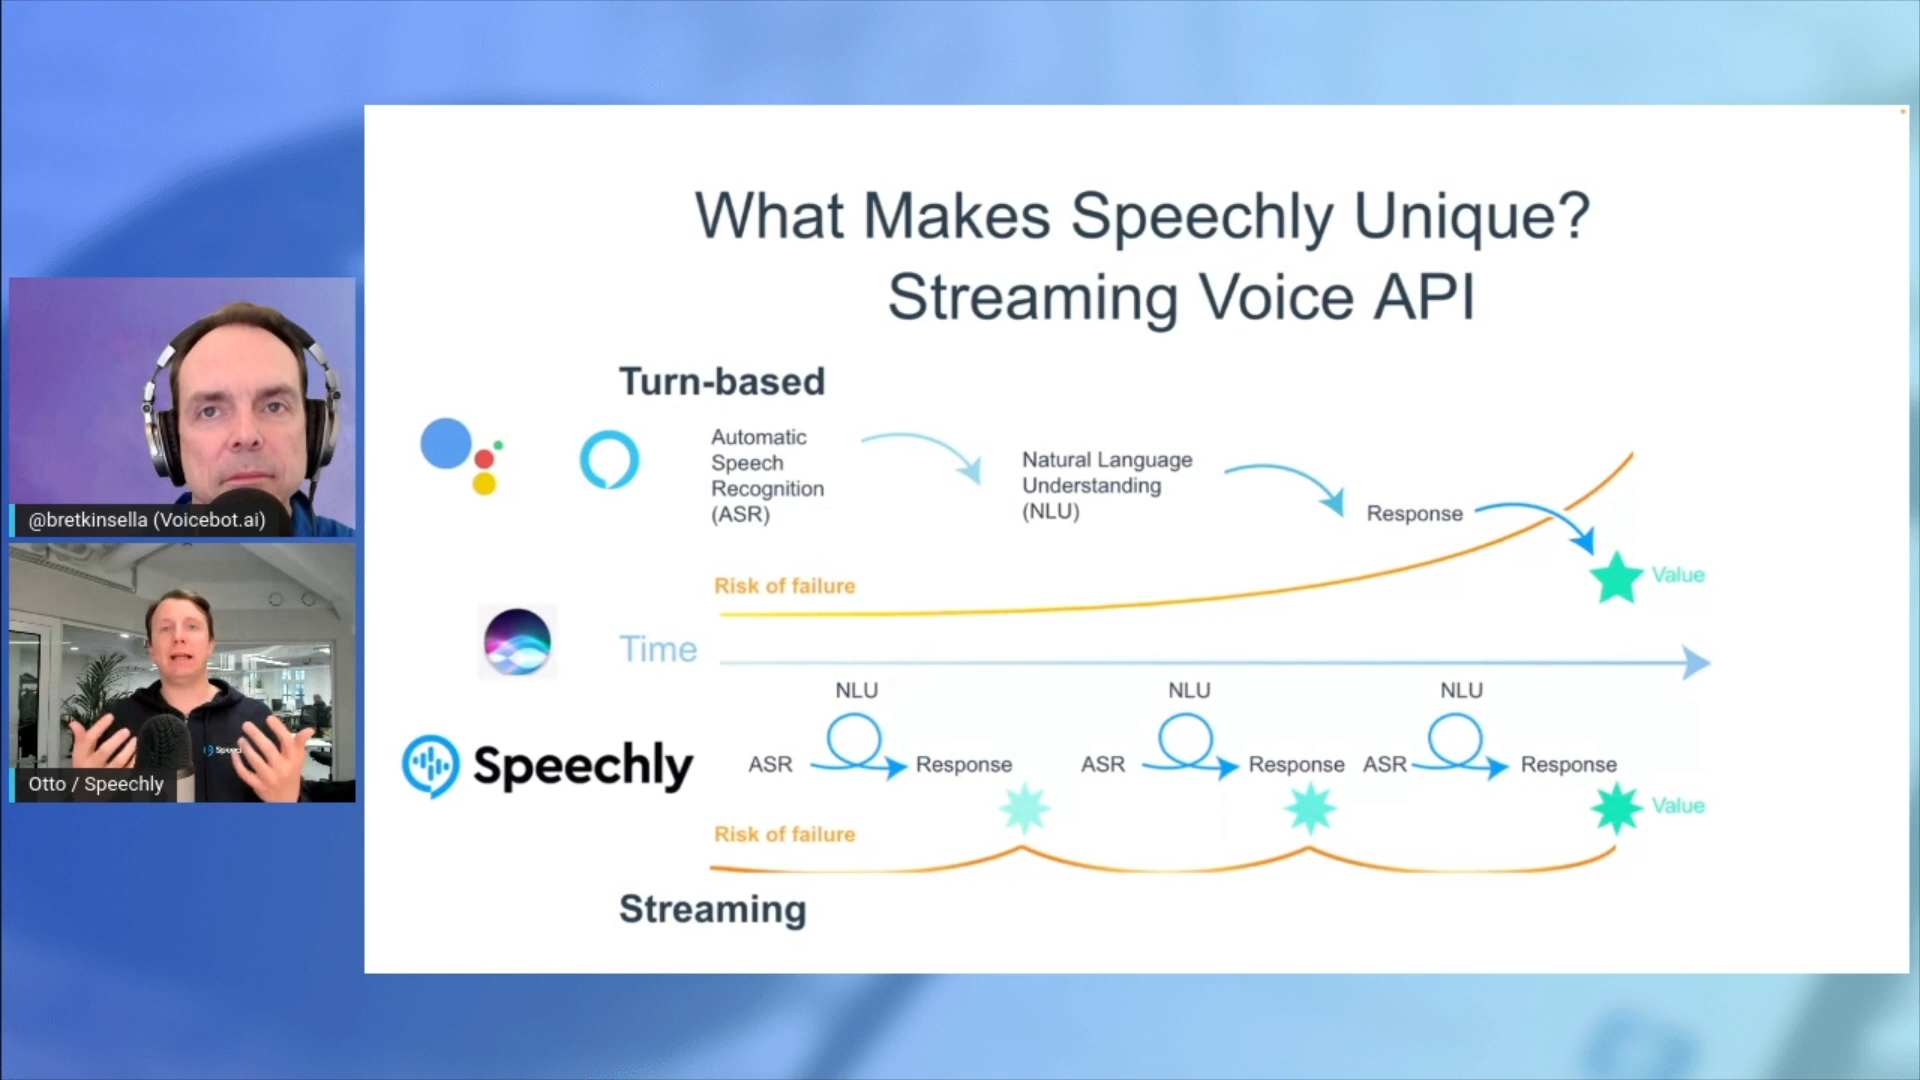 What Makes Speechly Unique?
Streaming Voice API
Turn-based
Automatic
Speech
Recognition
(ASR)
Natural Language
Understanding
(NLU)
Response
Value
Risk of failure
Time
NLU
NLU
NLU
Speechly
ASR
Response
ASR
Response
ASR
Response
Value
Risk of failure
Streaming
@bretkinsella (Voicebot.ai)
Otto / Speechly